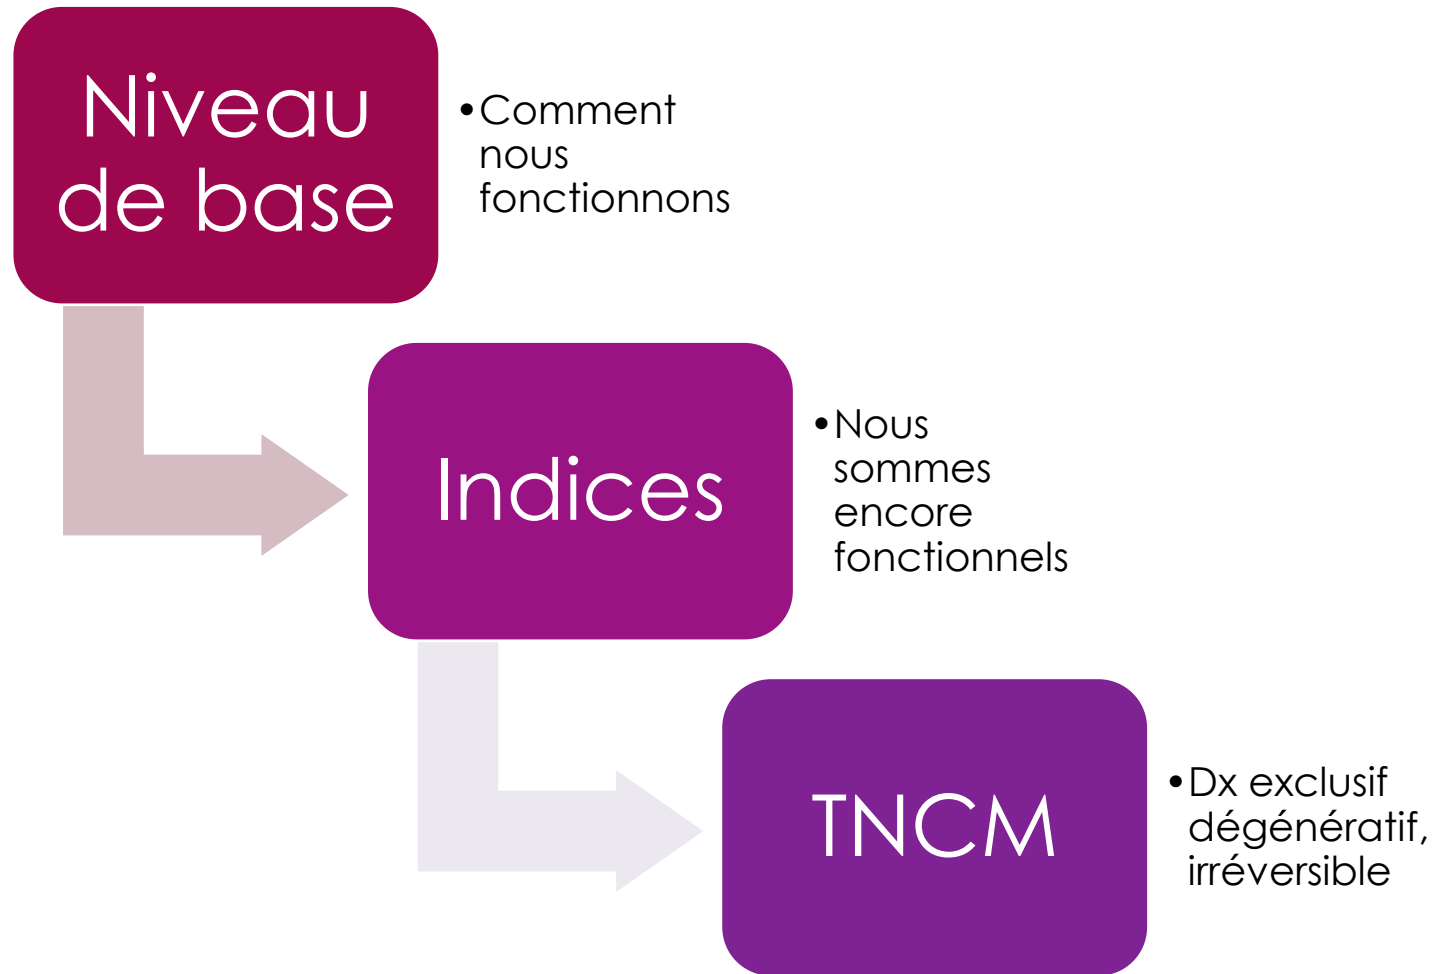 Niveau
de base
•Comment
nous
fonctionnons
Indices
•Nous
sommes
encore
fonctionnels
TNCM
•Dx exclusif
dégénératif,
irréversible